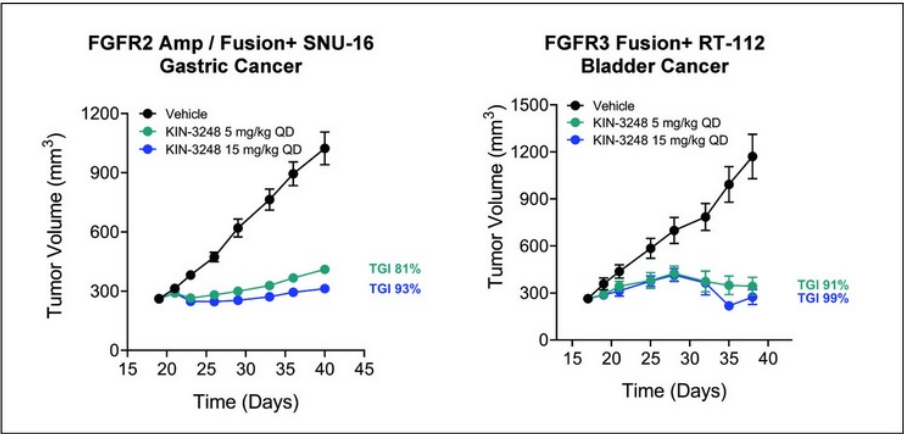 FGFR2 Amp / Fusion+ SNU-16
Gastric Cancer
Vehicle
KIN-3248 5 mg/kg QD
KIN-3248 15 mg/kg QD
Tumor Volume (mm³)
1200
900
600
300
0
TGI 81%
TGI 93%
15 20 25 30 35 40 45
Time (Days)
FGFR3 Fusion+ RT-112
Bladder Cancer
Vehicle
KIN-3248 5 mg/kg QD
KIN-3248 15 mg/kg QD
Tumor Volume (mm³)
1500
1200
900
600
300
0
TGI 91%
TGI 99%
15 20 25 30 35 40
Time (Days)